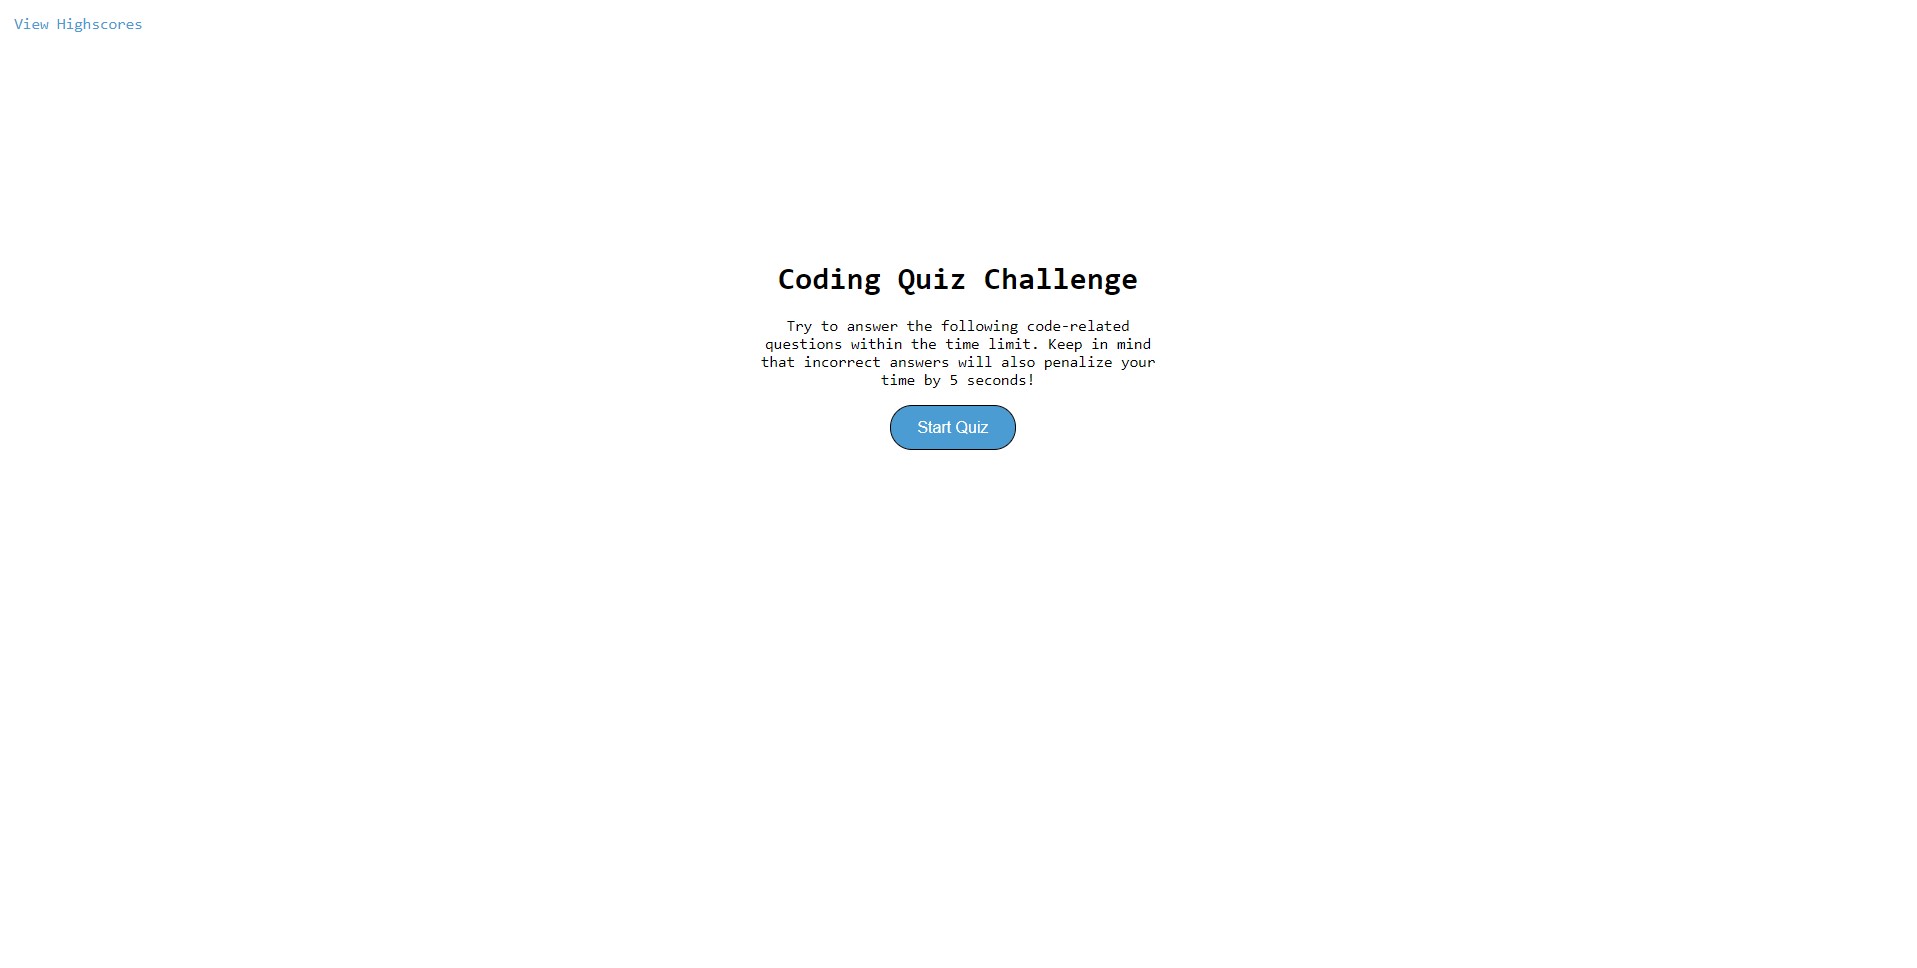 View Highscores
Coding Quiz Challenge
Try to answer the following code-related
questions within the time limit. Keep in mind
that incorrect answers will also penalize your
time by 5 seconds!
Start Quiz